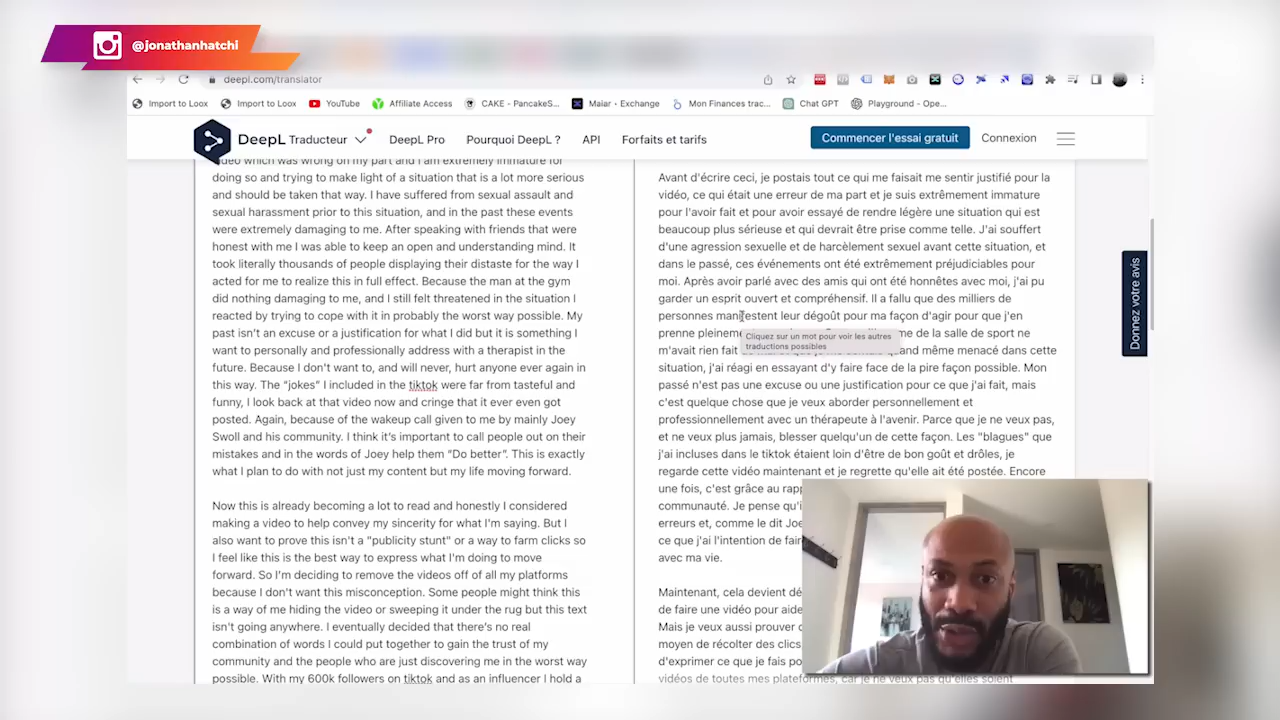 @jonathanhatchi
deepl.com/translator
Import to Loox
Import to Loox
YouTube
Affiliate Access
CAKE - PancakeS...
Maiar - Exchange
Mon Finances trac...
Chat GPT
Playground - Ope...
DeepL Traducteur
DeepL Pro
Pourquoi DeepL ?
API
Forfaits et tarifs
Commencer l'essai gratuit
Connexion
video which was wrong on my part and I am extremely immature for
doing so and trying to make light of a situation that is a lot more serious
and should be taken that way. I have suffered from sexual assault and
sexual harassment prior to this situation, and in the past these events
were extremely damaging to me. After speaking with friends that were
honest with me I was able to keep an open and understanding mind. It
took literally thousands of people displaying their distaste for the way I
acted for me to realize this in full effect. Because the man at the gym
did nothing damaging to me, and I still felt threatened in the situation I
reacted by trying to cope with it in probably the worst way possible. My
past isn't an excuse or a justification for what I did but it is something I
want to personally and professionally address with a therapist in the
future. Because I don't want to, and will never, hurt anyone ever again in
this way. The “jokes” I included in the tiktok were far from tasteful and
funny, I look back at that video now and cringe that it ever even got
posted. Again, because of the wakeup call given to me by mainly Joey
Swoll and his community. I think it's important to call people out on their
mistakes and in the words of Joey help them “Do better”. This is exactly
what I plan to do with not just my content but my life moving forward.
Now this is already becoming a lot to read and honestly I considered
making a video to help convey my sincerity for what I'm saying. But I
also want to prove this isn't a "publicity stunt" or a way to farm clicks so
I feel like this is the best way to express what I'm doing to move
forward. So I'm deciding to remove the videos off of all my platforms
because I don't want this misconception. Some people might think this
is a way of me hiding the video or sweeping it under the rug but this text
isn't going anywhere. I eventually decided that there's no real
combination of words I could put together to gain the trust of my
community and the people who are just discovering me in the worst way
possible. With my 600k followers on tiktok and as an influencer I hold a
Avant d'écrire ceci, je postais tout ce qui me faisait me sentir justifié pour la
vidéo, ce qui était une erreur de ma part et je suis extrêmement immature
pour l'avoir fait et pour avoir essayé de rendre légère une situation qui est
beaucoup plus sérieuse et qui devrait être prise comme telle. J'ai souffert
d'une agression sexuelle et de harcèlement sexuel avant cette situation, et
dans le passé, ces événements ont été extrêmement préjudiciables pour
moi. Après avoir parlé avec des amis qui ont été honnêtes avec moi, j'ai pu
garder un esprit ouvert et compréhensif. Il a fallu que des milliers de
personnes manifestent leur dégoût pour ma façon d'agir pour que j'en
prenne pleinement
me de la salle de sport ne
m'avait rien fait
quand même menacé dans cette
situation, j'ai réagi en essayant d'y faire face de la pire façon possible. Mon
passé n'est pas une excuse ou une justification pour ce que j'ai fait, mais
c'est quelque chose que je veux aborder personnellement et
professionnellement avec un thérapeute à l'avenir. Parce que je ne veux pas,
et ne veux plus jamais, blesser quelqu'un de cette façon. Les "blagues" que
j'ai incluses dans le tiktok étaient loin d'être de bon goût et drôles, je
regarde cette vidéo maintenant et je regrette qu'elle ait été postée. Encore
une fois, c'est grâce au rapp
communauté. Je pense qu'i
erreurs et, comme le dit Joe
ce que j'ai l'intention de fair
avec ma vie.
Maintenant, cela devient dé
de faire une vidéo pour aide
Mais je veux aussi prouver
moyen de récolter des clics
d'exprimer ce que je fais po
vidéos de toutes mes plateformes, car je ne veux pas qu'elles soient
Cliquez sur un mot pour voir les autres
traductions possibles
Donnez votre avis